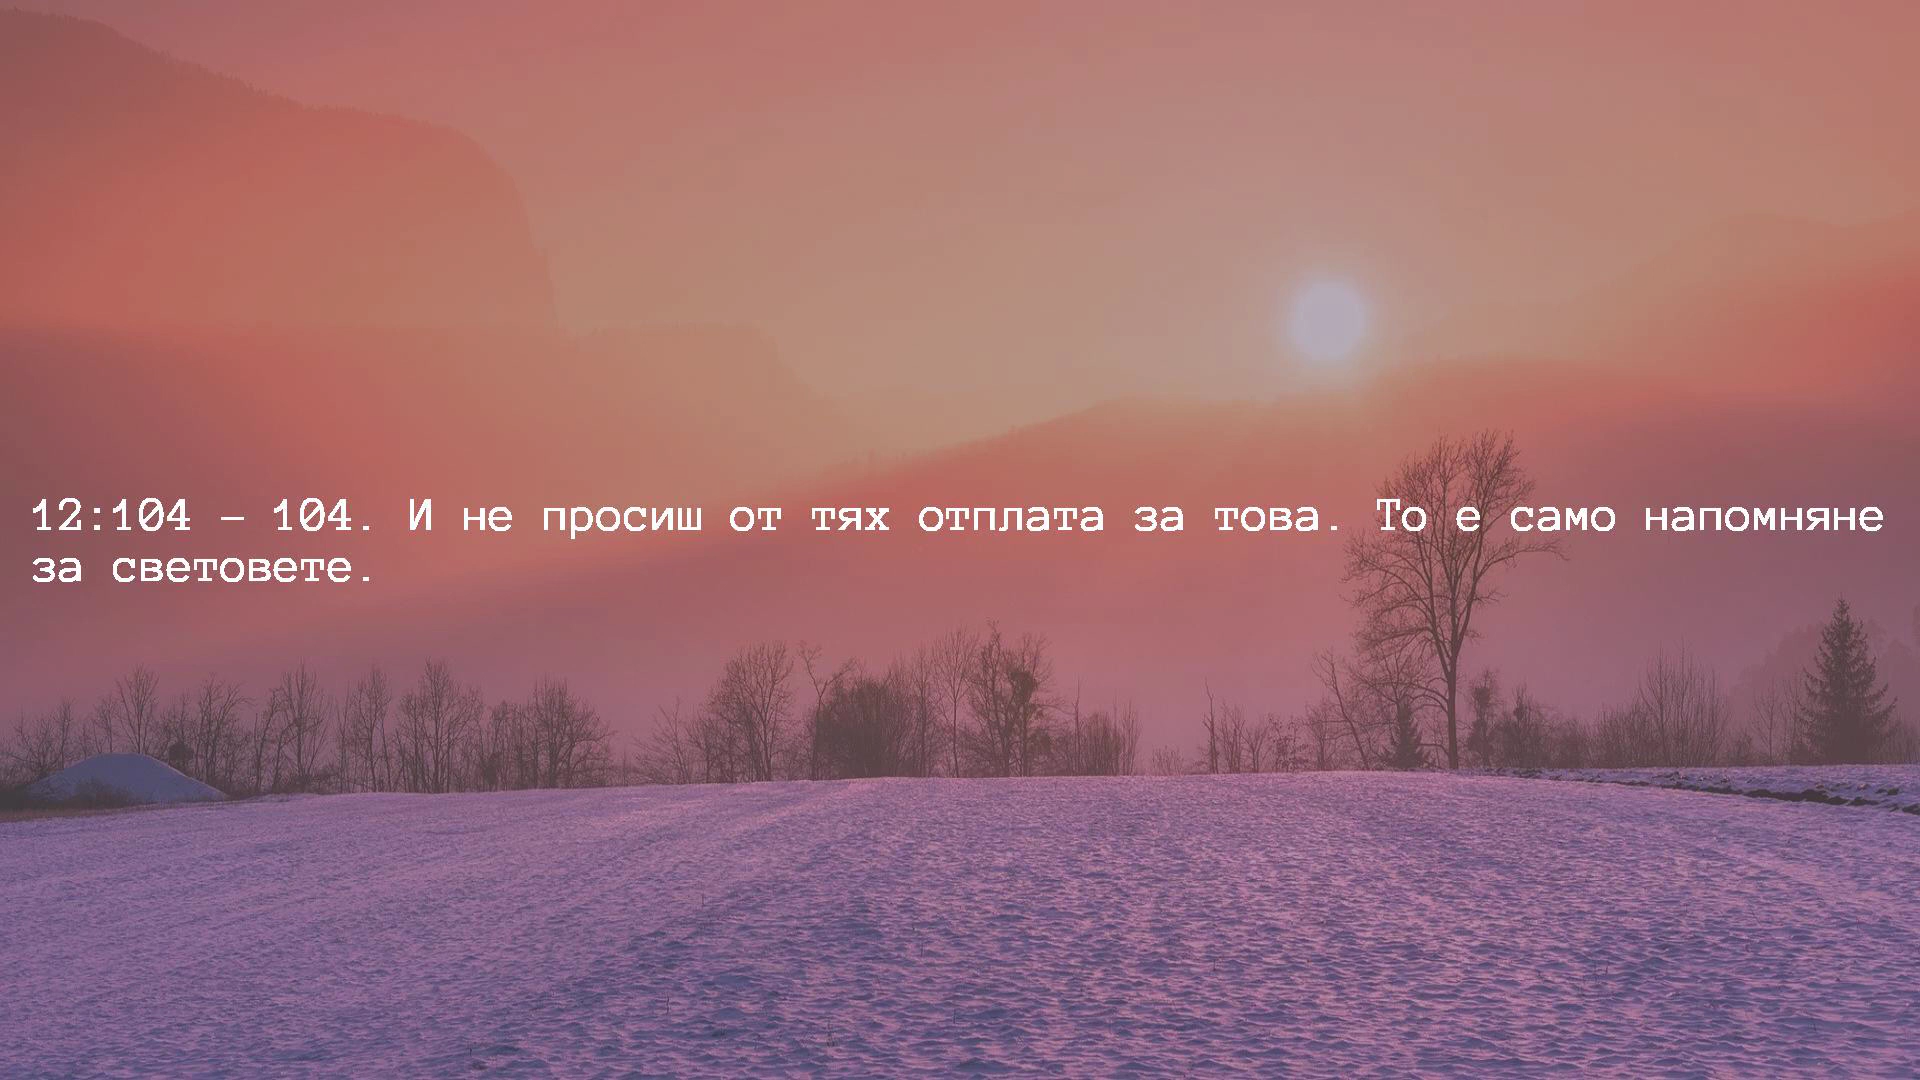 12:104 – 104. И не просиш от тях отплата за това. То е само напомняне
за световете.